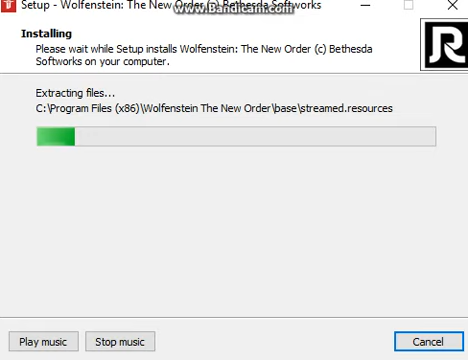 Setup - Wolfenstein: The New Order (c) Bethesda Softworks
www.Bandicam.com
Installing
Please wait while Setup installs Wolfenstein: The New Order (c) Bethesda
Softworks on your computer.
Extracting files...
C:\Program Files (x86)\Wolfenstein The New Order\base\streamed.resources
Play music
Stop music
Cancel